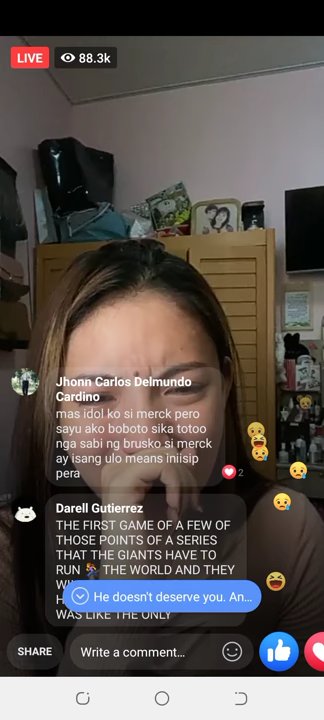 LIVE 88.3k
Jhonn Carlos Delmundo
Cardino
mas idol ko si merck pero
sayu ako boboto sika totoo
nga sabi ng brusko si merck
ay isang ulo means iniisip
pera
2
Darell Gutierrez
THE FIRST GAME OF A FEW OF
THOSE POINTS OF A SERIES
THAT THE GIANTS HAVE TO
RUN 🏃‍♀️ THE WORLD AND THEY
He doesn't deserve you. An...
WAS LIKE THE ONLY
SHARE Write a comment...